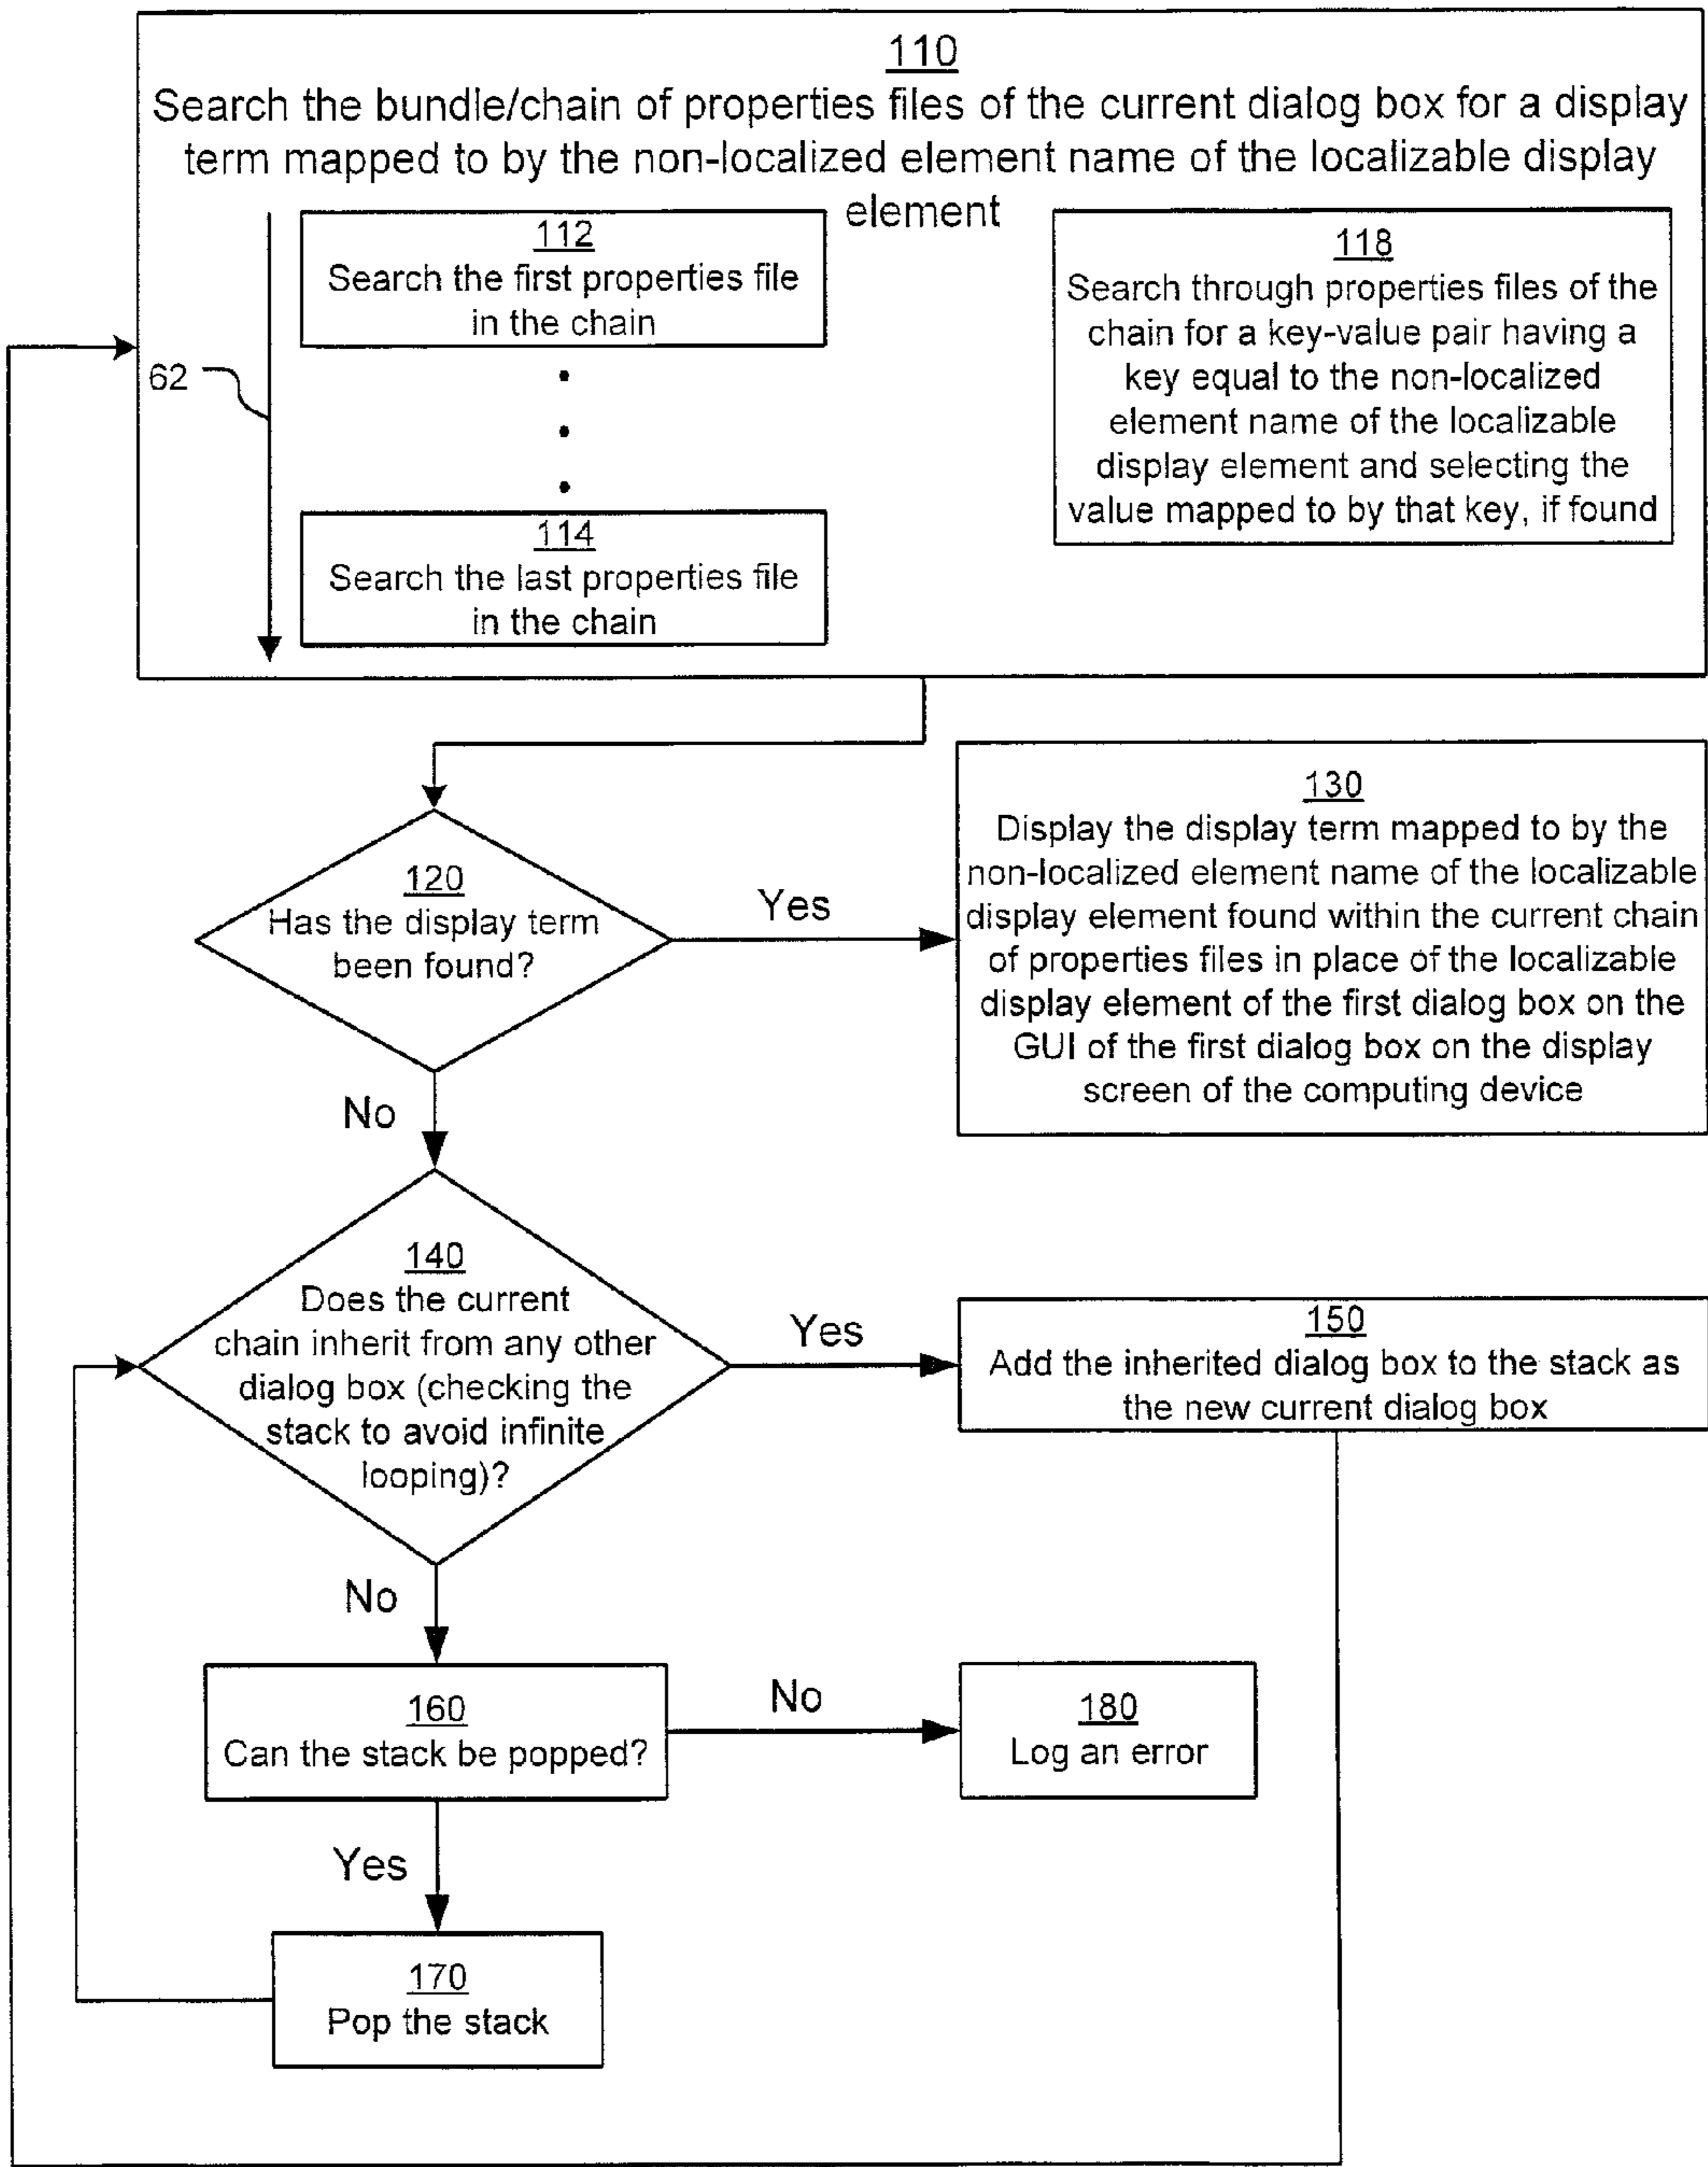 110
Search the bundle/chain of properties files of the current dialog box for a display
term mapped to by the non-localized element name of the localizable display
element
112
Search the first properties file
in the chain
118
Search through properties files of the
chain for a key-value pair having a
key equal to the non-localized
element name of the localizable
display element and selecting the
value mapped to by that key, if found
62
114
Search the last properties file
in the chain
120
Has the display term
been found?
Yes
130
Display the display term mapped to by the
non-localized element name of the localizable
display element found within the current chain
of properties files in place of the localizable
display element of the first dialog box on the
GUI of the first dialog box on the display
screen of the computing device
No
140
Does the current
chain inherit from any other
dialog box (checking the
stack to avoid infinite
looping)?
Yes
150
Add the inherited dialog box to the stack as
the new current dialog box
No
160
Can the stack be popped?
No
180
Log an error
Yes
170
Pop the stack